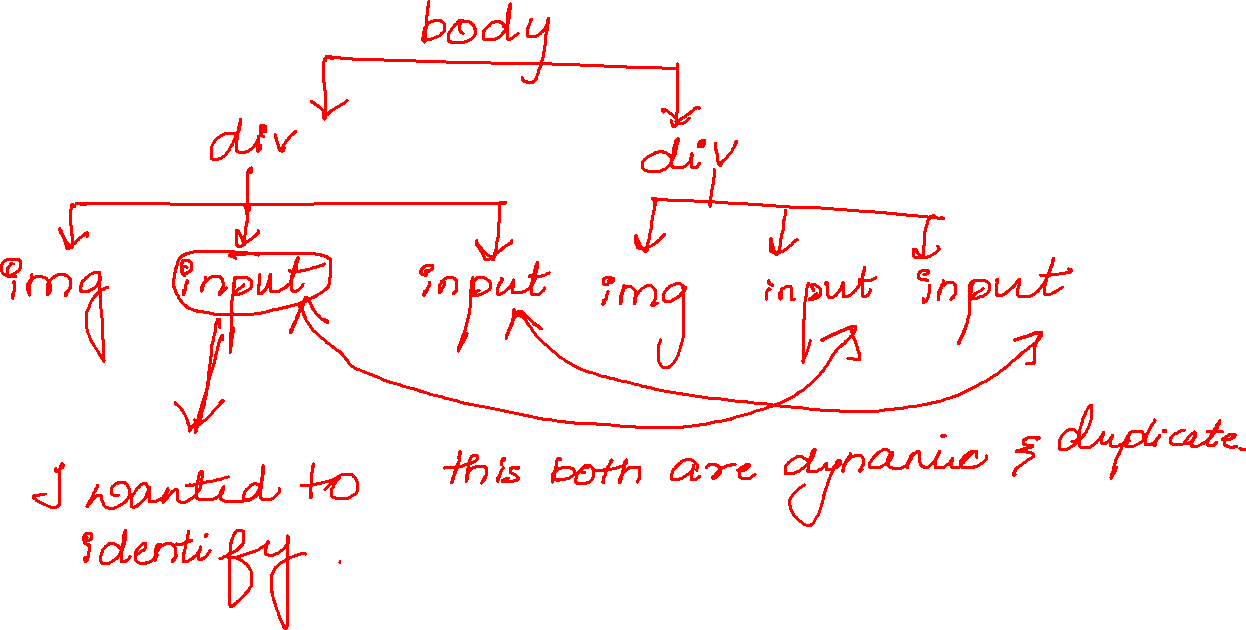 body
div div
img input input img input input
this both are dynamic & duplicate
I wanted to
identify.